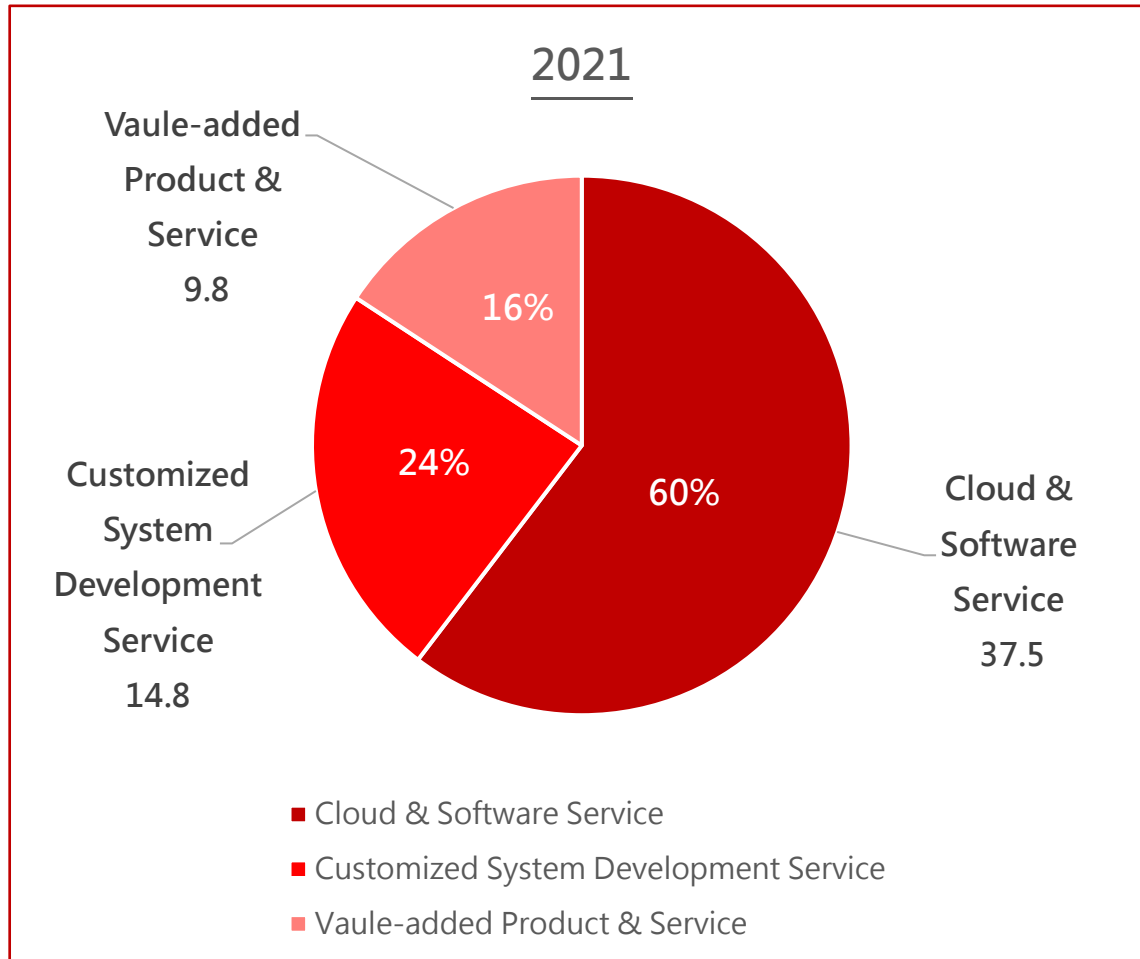 2021
Vaule-added
Product &
Service
9.8
16%
Customized
System
Development
Service
14.8
24%
60%
Cloud &
Software
Service
37.5
Cloud & Software Service
Customized System Development Service
Vaule-added Product & Service